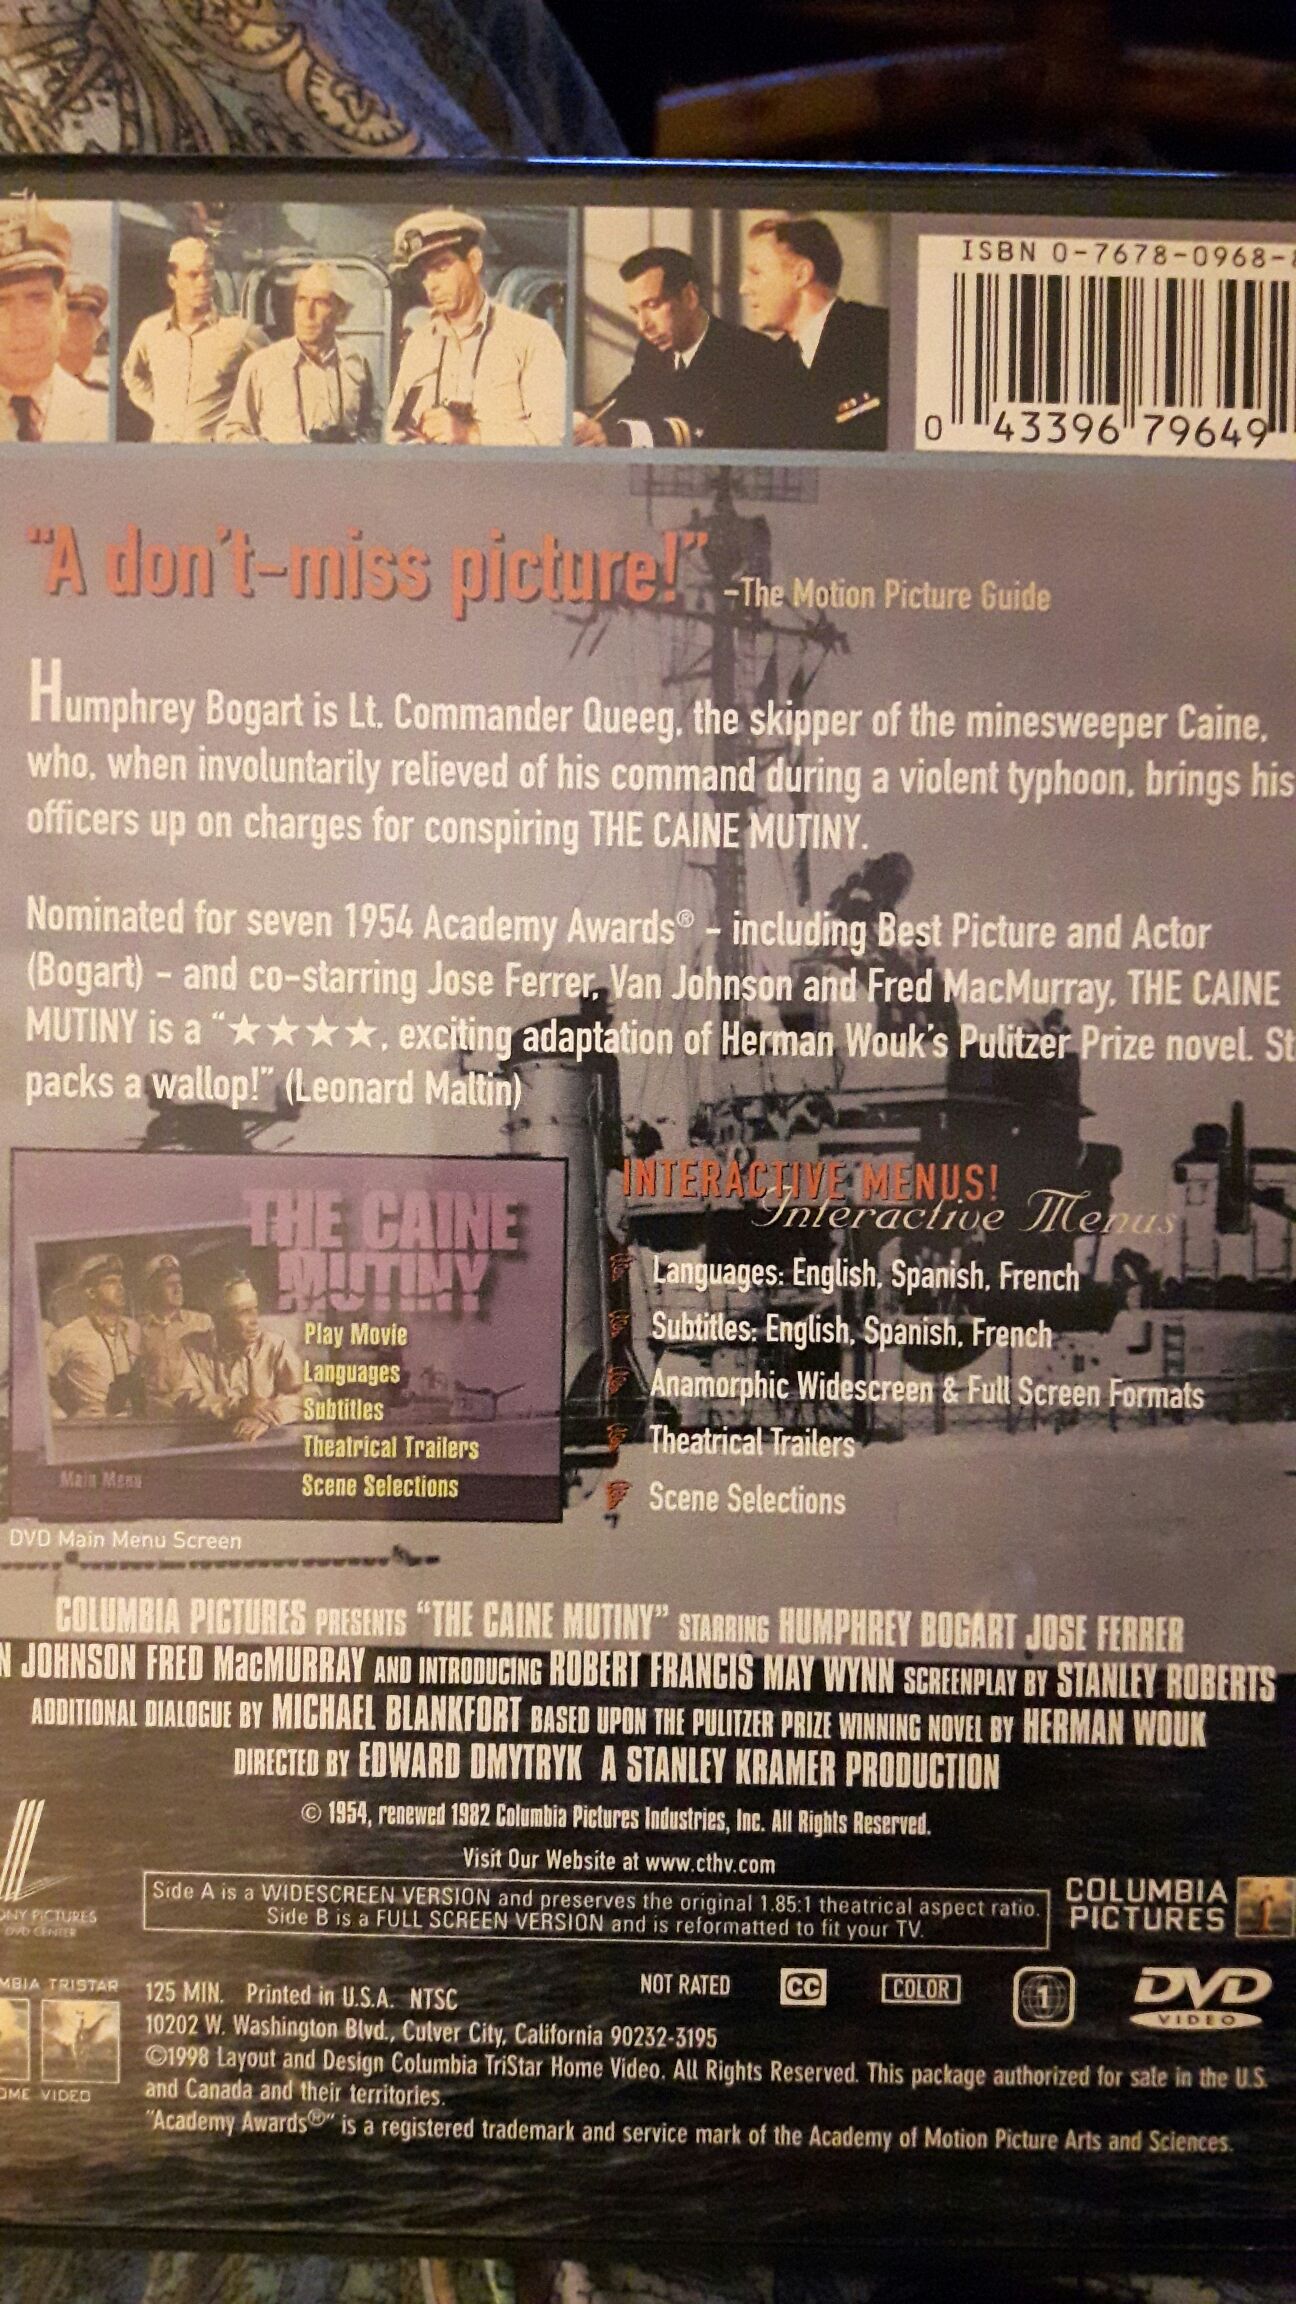 ISBN 0-7678-0968-
0 43396 79649
"A don't-miss picture!" -The Motion Picture Guide
Humphrey Bogart is Lt. Commander Queeg, the skipper of the minesweeper Caine,
who, when involuntarily relieved of his command during a violent typhoon, brings his
officers up on charges for conspiring THE CAINE MUTINY.
Nominated for seven 1954 Academy Awards® - including Best Picture and Actor
(Bogart) - and co-starring Jose Ferrer, Van Johnson and Fred MacMurray, THE CAINE
MUTINY is a "★★★★, exciting adaptation of Herman Wouk's Pulitzer Prize novel. St
packs a wallop!" (Leonard Maltin)
THE CAINE
MUTINY
Play Movie
Languages
Subtitles
Theatrical Trailers
Scene Selections
Main Menu
DVD Main Menu Screen
INTERACTIVE MENUS!
Interactive Menus
Languages: English, Spanish, French
Subtitles: English, Spanish, French
Anamorphic Widescreen & Full Screen Formats
Theatrical Trailers
Scene Selections
COLUMBIA PICTURES PRESENTS "THE CAINE MUTINY" STARRING HUMPHREY BOGART JOSE FERRER
N JOHNSON FRED MacMURRAY AND INTRODUCING ROBERT FRANCIS MAY WYNN SCREENPLAY BY STANLEY ROBERTS
ADDITIONAL DIALOGUE BY MICHAEL BLANKFORT BASED UPON THE PULITZER PRIZE WINNING NOVEL BY HERMAN WOUK
DIRECTED BY EDWARD DMYTRYK A STANLEY KRAMER PRODUCTION
© 1954, renewed 1982 Columbia Pictures Industries, Inc. All Rights Reserved.
Visit Our Website at www.cthv.com
Side A is a WIDESCREEN VERSION and preserves the original 1.85:1 theatrical aspect ratio.
Side B is a FULL SCREEN VERSION and is reformatted to fit your TV.
ONY PICTURES
DVD CENTER
COLUMBIA
PICTURES
MBIA TRISTAR
OME VIDEO
125 MIN. Printed in U.S.A. NTSC
NOT RATED CC COLOR 1 DVD
VIDEO
10202 W. Washington Blvd., Culver City, California 90232-3195
©1998 Layout and Design Columbia TriStar Home Video. All Rights Reserved. This package authorized for sale in the U.S.
and Canada and their territories.
"Academy Awards®" is a registered trademark and service mark of the Academy of Motion Picture Arts and Sciences.